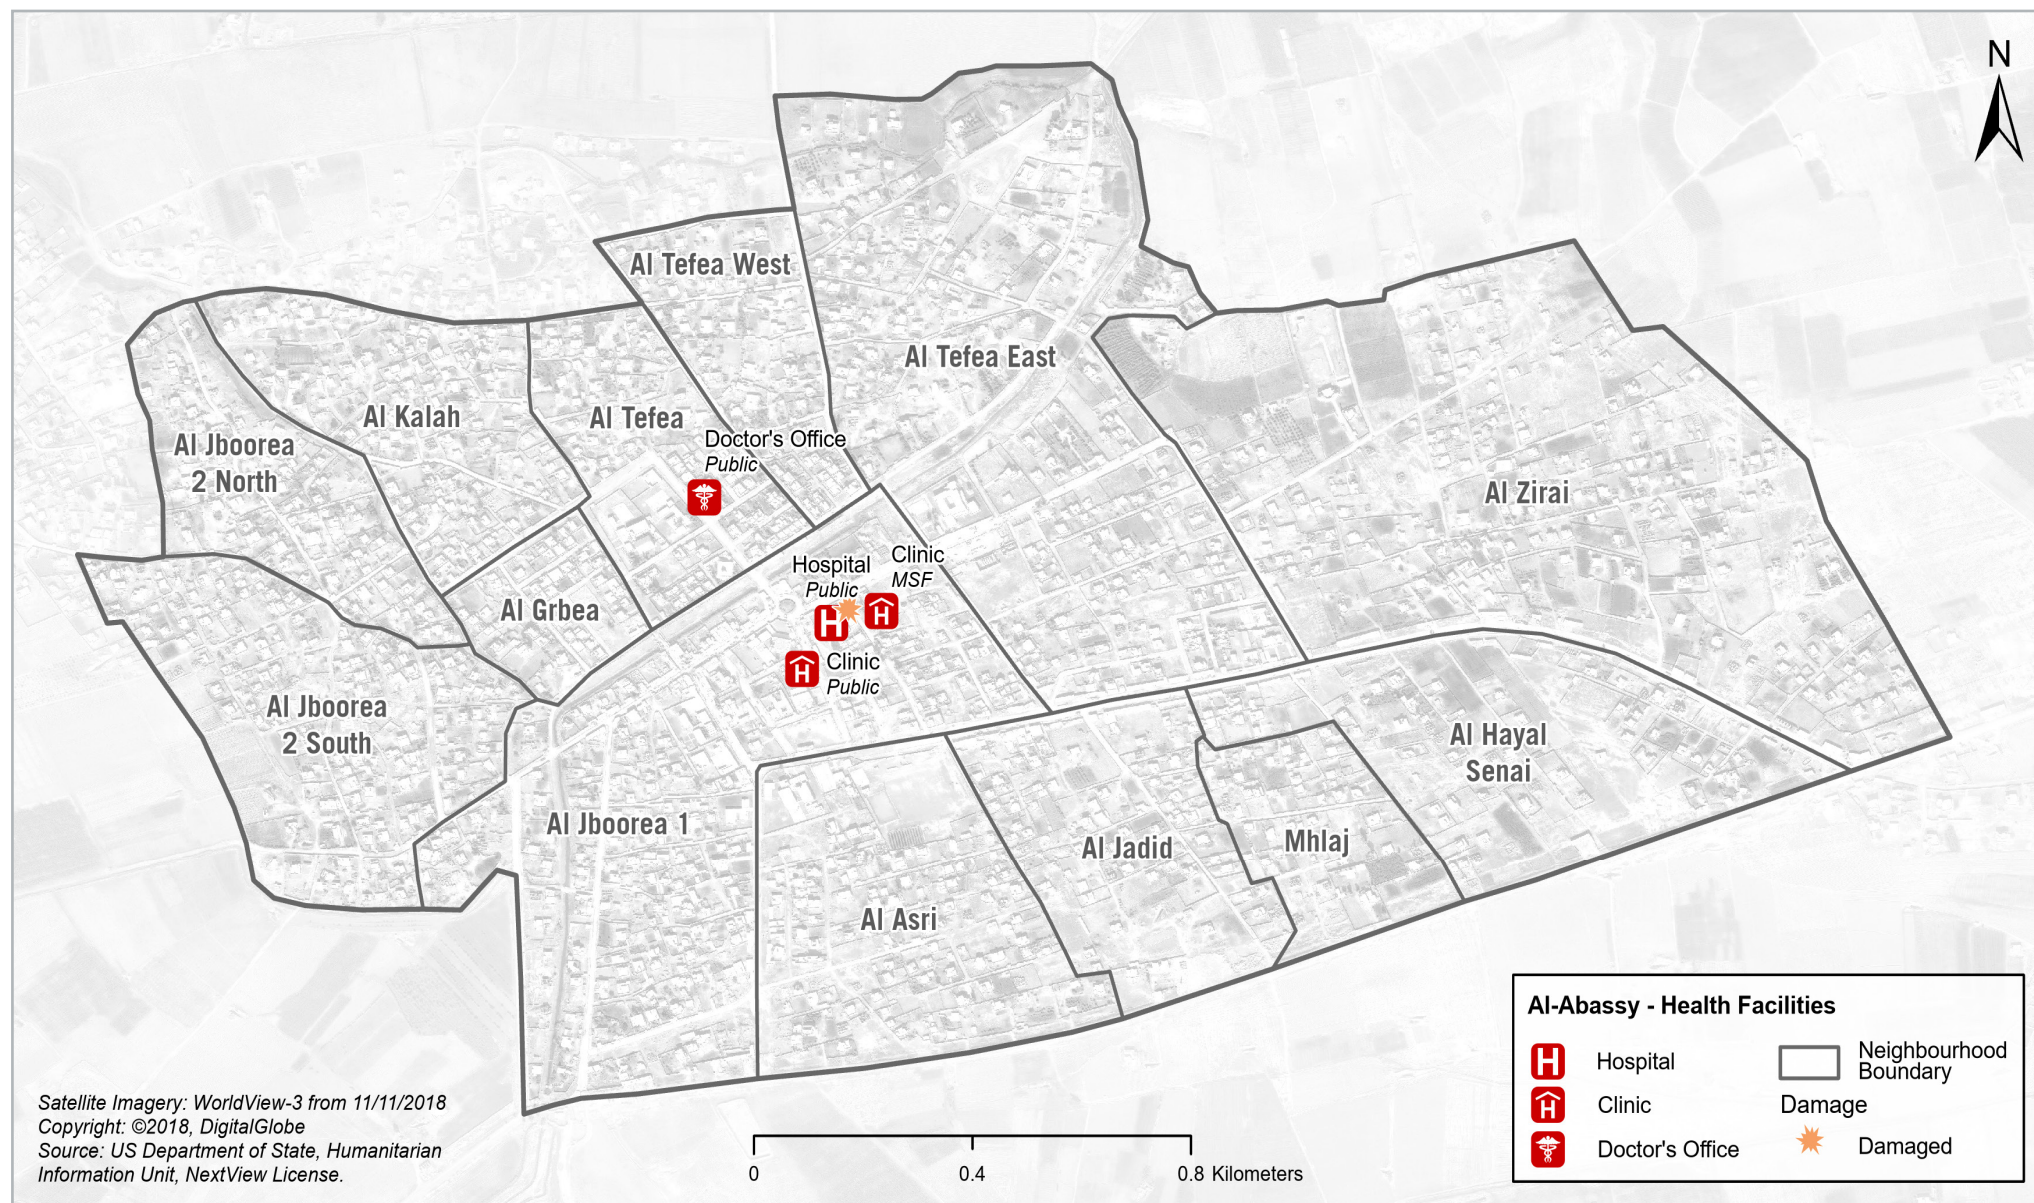 N
Al Tefea West
Al Tefea East
Al Kalah
Al Tefea
Al Jboorea
2 North
Doctor's Office
Public
Al Zirai
Hospital
Public
Clinic
MSF
Al Grbea
Clinic
Public
Al Jboorea
2 South
Al Hayal
Senai
Al Jboorea 1
Al Jadid
Mhlaj
Al Asri
Al-Abassy - Health Facilities
H Hospital
H Clinic
Doctor's Office
Neighbourhood
Boundary
Damage
Damaged
Satellite Imagery: WorldView-3 from 11/11/2018
Copyright: ©2018, DigitalGlobe
Source: US Department of State, Humanitarian
Information Unit, NextView License.
0 0.4 0.8 Kilometers